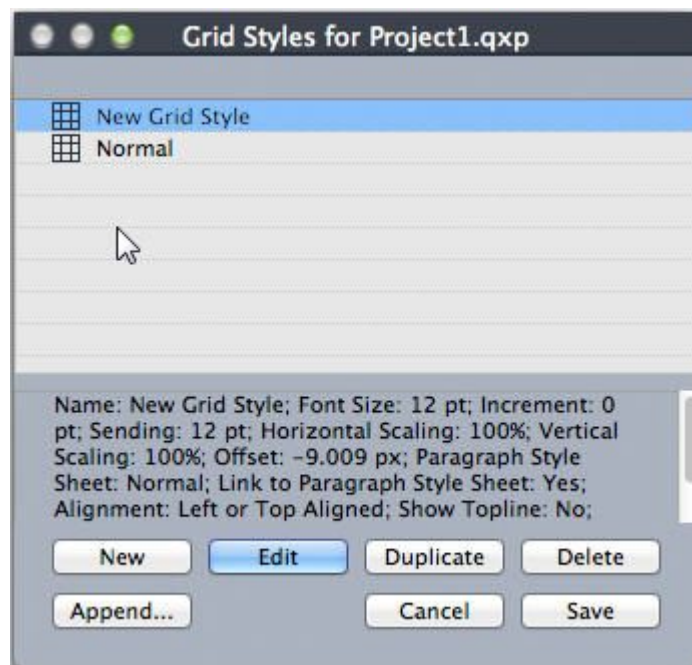 Grid Styles for Project1.qxp
New Grid Style
Normal
Name: New Grid Style; Font Size: 12 pt; Increment: 0
pt; Sending: 12 pt; Horizontal Scaling: 100%; Vertical
Scaling: 100%; Offset: -9.009 px; Paragraph Style
Sheet: Normal; Link to Paragraph Style Sheet: Yes;
Alignment: Left or Top Aligned; Show Topline: No;
New Edit Duplicate Delete
Append... Cancel Save